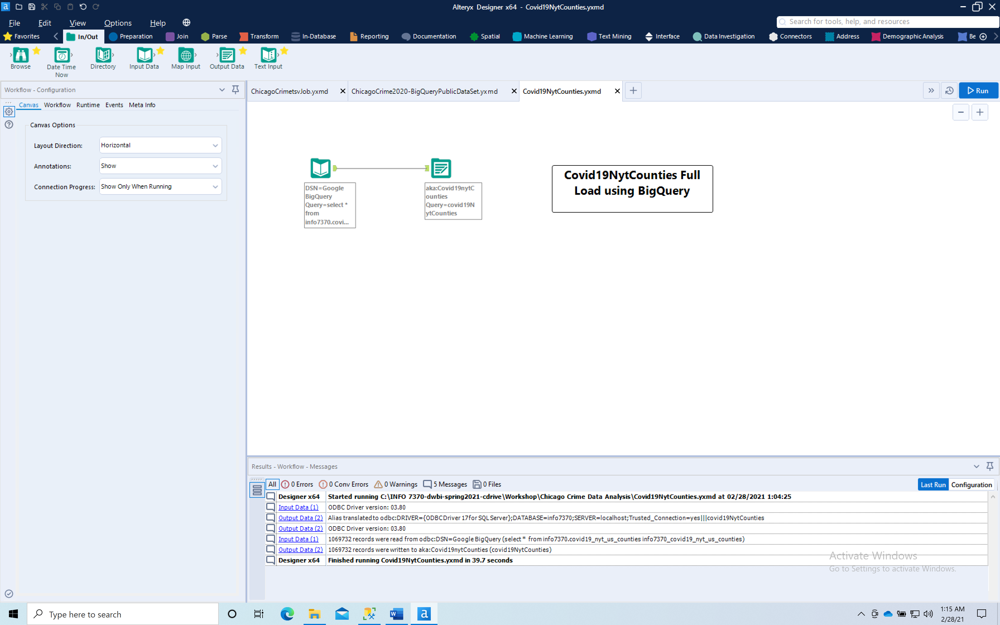 Alteryx Designer x64 - Covid19NytCounties.yxmd
File Edit View Options Help
Search for tools, help, and resources
Favorites In/Out Preparation Join Parse Transform In-Database Reporting Documentation Spatial Machine Learning Text Mining Interface Data Investigation Connectors Address Demographic Analysis Be
Browse Date Time Now Directory Input Data Map Input Output Data Text Input
Workflow - Configuration
ChicagoCrimetsvJob.yxmd ChicagoCrime2020-BigQueryPublicDataSet.yxmd Covid19NytCounties.yxmd
Run
Canvas Workflow Runtime Events Meta Info
Canvas Options
Layout Direction: Horizontal
Annotations: Show
Connection Progress: Show Only When Running
DSN=Google
BigQuery
Query=select *
from
info7370.covi...
aka:Covid19nytC
ounties
Query=covid19N
ytCounties
Covid19NytCounties Full
Load using BigQuery
Results - Workflow - Messages
All 0 Errors 0 Conv Errors 0 Warnings 5 Messages 0 Files
Last Run Configuration
Designer x64 Started running C:\INFO 7370-dwbi-spring2021-cdrive\Workshop\Chicago Crime Data Analysis\Covid19NytCounties.yxmd at 02/28/2021 1:04:25
Input Data (1) ODBC Driver version: 03.80
Output Data (2) Alias translated to odbc:DRIVER={ODBC Driver 17 for SQL Server};DATABASE=info7370;SERVER=localhost;Trusted_Connection=yes|||covid19NytCounties
Output Data (2) ODBC Driver version: 03.80
Input Data (1) 1069732 records were read from odbc:DSN=Google BigQuery (select * from info7370.covid19_nyt_us_counties info7370_covid19_nyt_us_counties)
Output Data (2) 1069732 records were written to aka:Covid19nytCounties (covid19NytCounties)
Designer x64 Finished running Covid19NytCounties.yxmd in 39.7 seconds
Activate Windows
Go to Settings to activate Windows.
Type here to search
1:15 AM
2/28/21